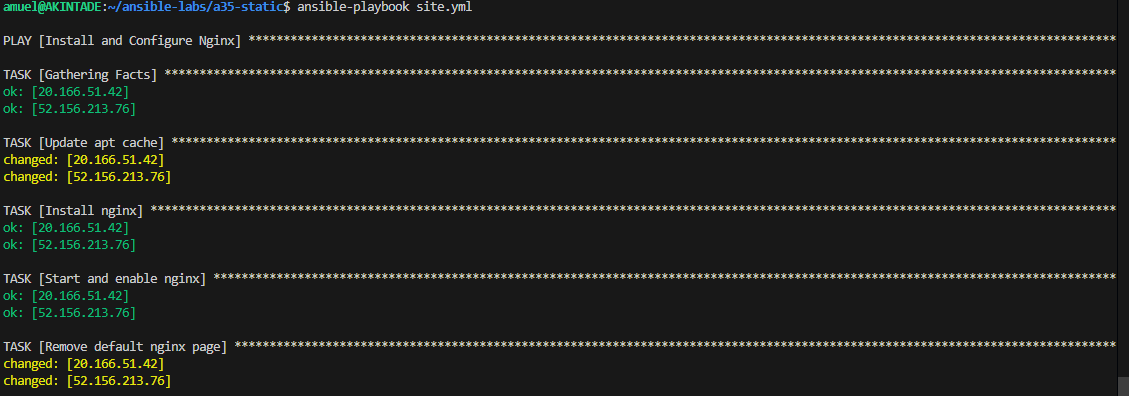 amuel@AKINTADE:~/ansible-labs/a35-static$ ansible-playbook site.yml
PLAY [Install and Configure Nginx] ****************************************************************************************************************************
TASK [Gathering Facts] ****************************************************************************************************************************************
ok: [20.166.51.42]
ok: [52.156.213.76]
TASK [Update apt cache] ***************************************************************************************************************************************
changed: [20.166.51.42]
changed: [52.156.213.76]
TASK [Install nginx] ******************************************************************************************************************************************
ok: [20.166.51.42]
ok: [52.156.213.76]
TASK [Start and enable nginx] *********************************************************************************************************************************
ok: [20.166.51.42]
ok: [52.156.213.76]
TASK [Remove default nginx page] ******************************************************************************************************************************
changed: [20.166.51.42]
changed: [52.156.213.76]